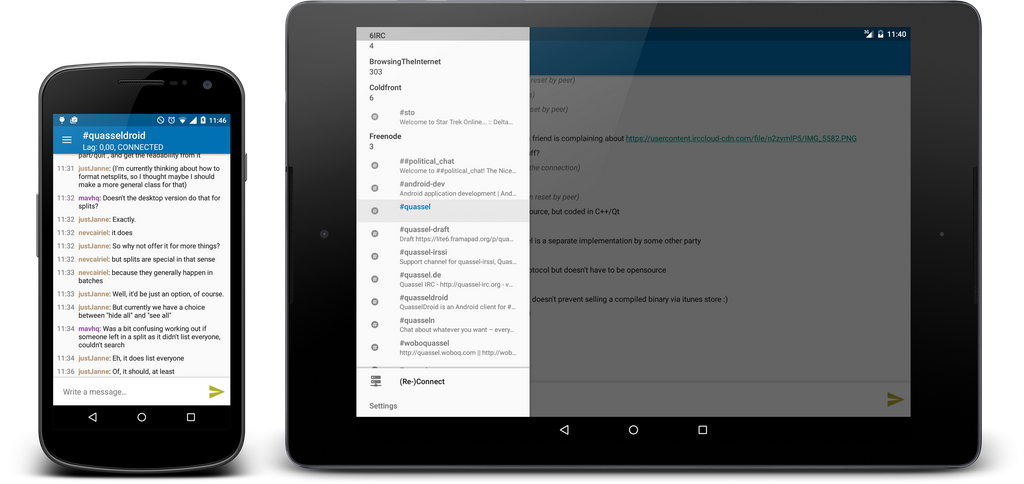 11:46
#quasseldroid
Lag: 0,00, CONNECTED
part/quit", and get the readability from it
11:31 justJanne: (I'm currently thinking about how to
format netsplits, so I thought maybe I should
make a more general class for that)
11:32 mavhq: Doesn't the desktop version do that for
splits?
11:32 justJanne: Exactly.
11:32 nevcairiel: it does
11:32 justJanne: So why not offer it for more things?
11:32 nevcairiel: but splits are special in that sense
11:33 nevcairiel: because they generally happen in
batches
11:33 justJanne: Well, it'd be just an option, of course.
11:34 justJanne: But currently we have a choice
between "hide all" and "see all"
11:34 mavhq: Was a bit confusing working out if
someone left in a split as it didn't list everyone,
couldn't search
11:34 justJanne: Eh, it does list everyone
11:36 justJanne: Of, it should, at least
Write a message...
3G 11:40
6IRC
4
BrowsingTheInternet
303
Coldfront
6
#sto
Welcome to Star Trek Online... :: Delta...
Freenode
3
##political_chat
Welcome to ##political_chat! The Nice...
#android-dev
Android application development | And...
#quassel
#quassel-draft
Draft https://lite6.framapad.org/p/qua...
#quassel-irssi
Support channel for quassel-irssi, Quas...
#quassel.de
Quassel IRC - http://quassel-irc.org - de...
#quasseldroid
QuasselDroid is an Android client for #...
#quasseln
Chat about whatever you want – every...
#woboquassel
http://quassel.woboq.com || http://wob...
(Re-)Connect
Settings
reset by peer)
)
set by peer)
friend is complaining about https://usercontent.irccloud-cdn.com/file/n2zvmIP5/IMG_5582.PNG
ff?
the connection)
n reset by peer)
ource, but coded in C++/Qt
el is a separate implementation by some other party
otocol but doesn't have to be opensource
doesn't prevent selling a compiled binary via itunes store :)